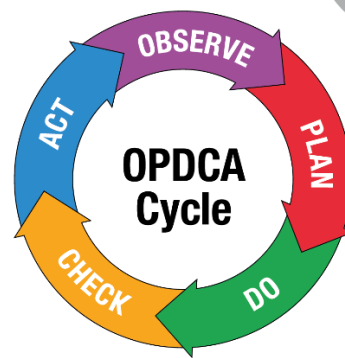 OBSERVE
PLAN
DO
CHECK
ACT
OPDCA
Cycle